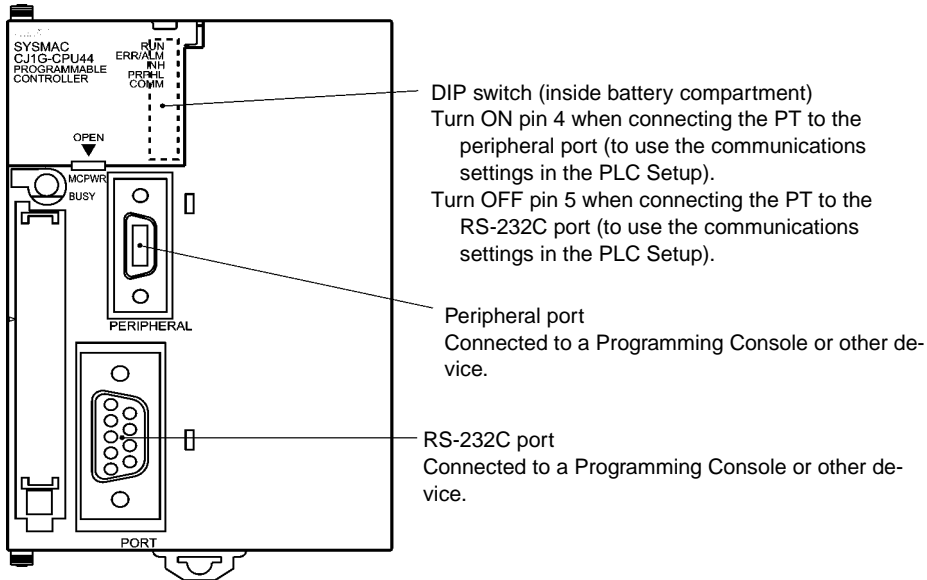 SYSMAC
CJ1G-CPU44
PROGRAMMABLE
CONTROLLER
RUN
ERR/ALM
INH
PRPHL
COMM
OPEN
MCPWR
BUSY
PERIPHERAL
PORT
DIP switch (inside battery compartment)
Turn ON pin 4 when connecting the PT to the
peripheral port (to use the communications
settings in the PLC Setup).
Turn OFF pin 5 when connecting the PT to the
RS-232C port (to use the communications
settings in the PLC Setup).
Peripheral port
Connected to a Programming Console or other de-
vice.
RS-232C port
Connected to a Programming Console or other de-
vice.